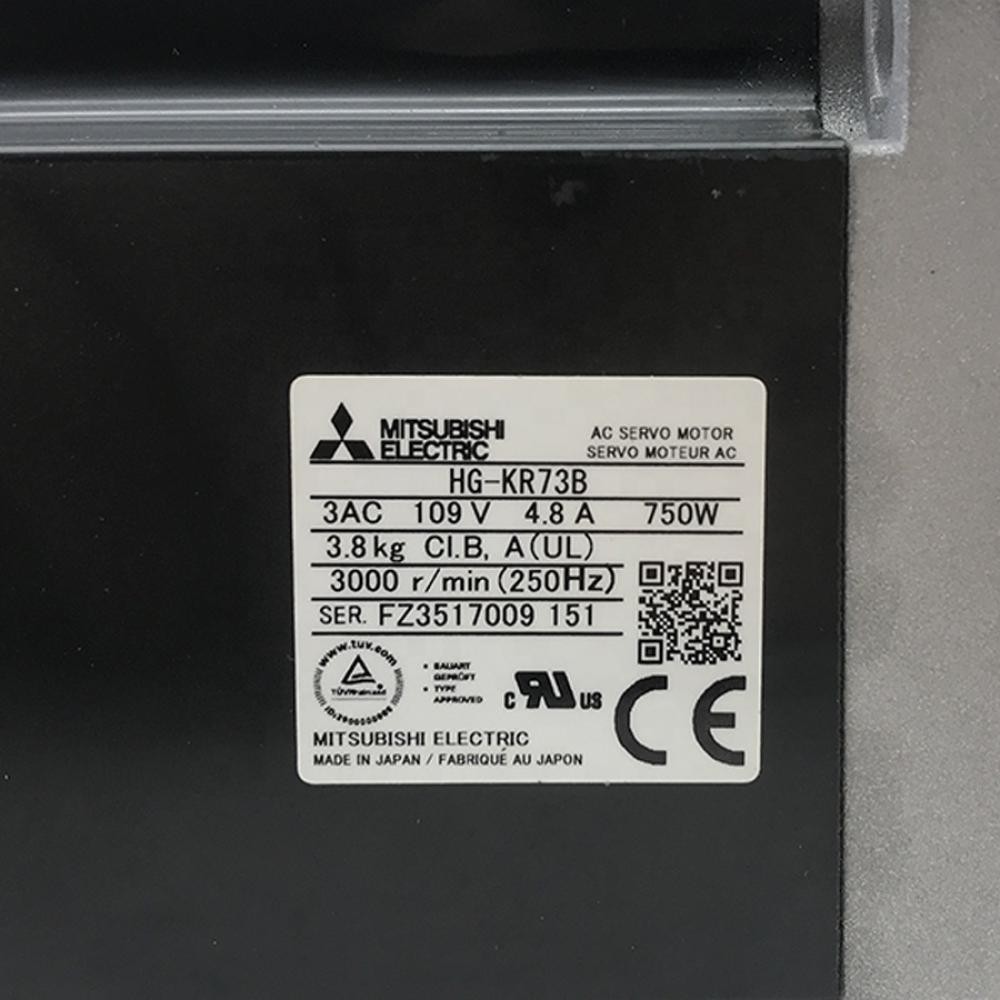 MITSUBISHI
ELECTRIC
AC SERVO MOTOR
SERVO MOTEUR AC
HG-KR73B
3AC 109V 4.8A 750W
3.8kg Cl.B, A(UL)
3000 r/min (250Hz)
SER. FZ3517009 151
www.tuv.com
TÜVRheinland
• BAUART
GEPRÜFT
• TYPE
APPROVED
C RU US
CE
MITSUBISHI ELECTRIC
MADE IN JAPAN / FABRIQUÉ AU JAPON